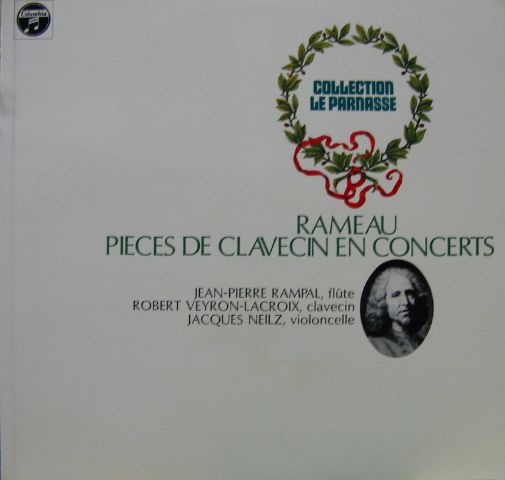 Columbia
COLLECTION
LE PARNASSE
RAMEAU
PIECES DE CLAVECIN EN CONCERTS
JEAN-PIERRE RAMPAL, flûte
ROBERT VEYRON-LACROIX, clavecin
JACQUES NEILZ, violoncelle